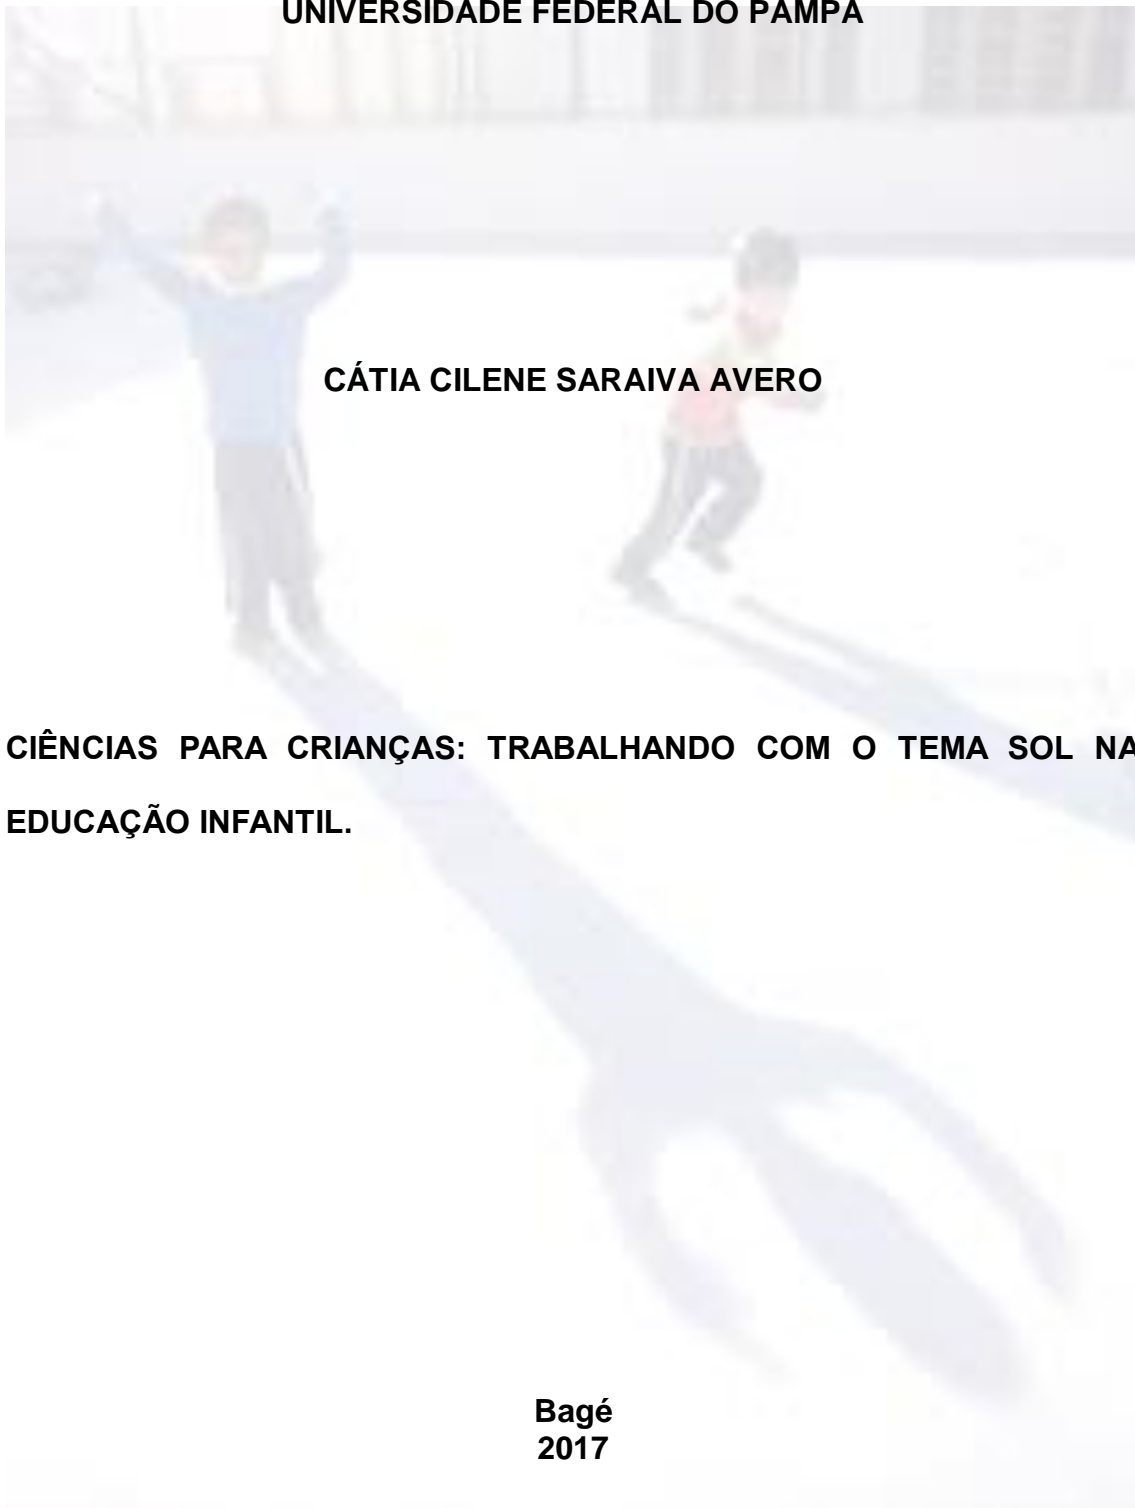 UNIVERSIDADE FEDERAL DO PAMPA
CÁTIA CILENE SARAIVA AVERO
CIÊNCIAS PARA CRIANÇAS: TRABALHANDO COM O TEMA SOL NA
EDUCAÇÃO INFANTIL.
Bagé
2017